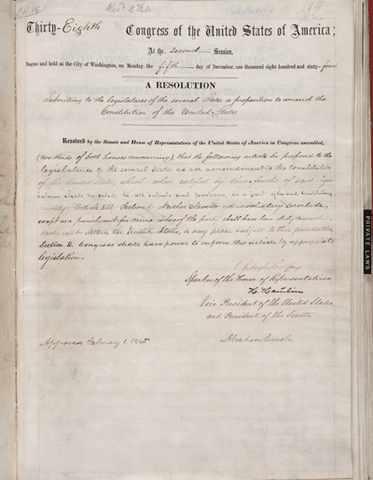 Thirty-Eighth Congress of the United States of America;
At the second Session,
Begun and held at the City of Washington, on Monday, the fifth day of December, one thousand eight hundred and sixty-four
A RESOLUTION
Submitting to the legislatures of the several States a proposition to amend the
Constitution of the United States.
Resolved by the Senate and House of Representatives of the United States of America in Congress assembled,
(two-thirds of both houses concurring,) that the following article be proposed to the
legislatures of the several States as an amendment to the constitution
of the United States, which, when ratified by three-fourths of said legis
latures shall be valid, to all intents and purposes, as a part of said constitution
namely: Article XIII. Section 1. Neither slavery nor involuntary servitude,
except as a punishment for crime whereof the party shall have been duly convicted
shall exist within the United States, or any place subject to their jurisdiction.
Section 2. Congress shall have power to enforce this article by appropriate
legislation.
Schuyler Colfax
Speaker of the House of Representatives
H. Hamlin
Vice President of the United States
and President of the Senate
Approved February 1, 1865
Abraham Lincoln
PRIVATE LAWS